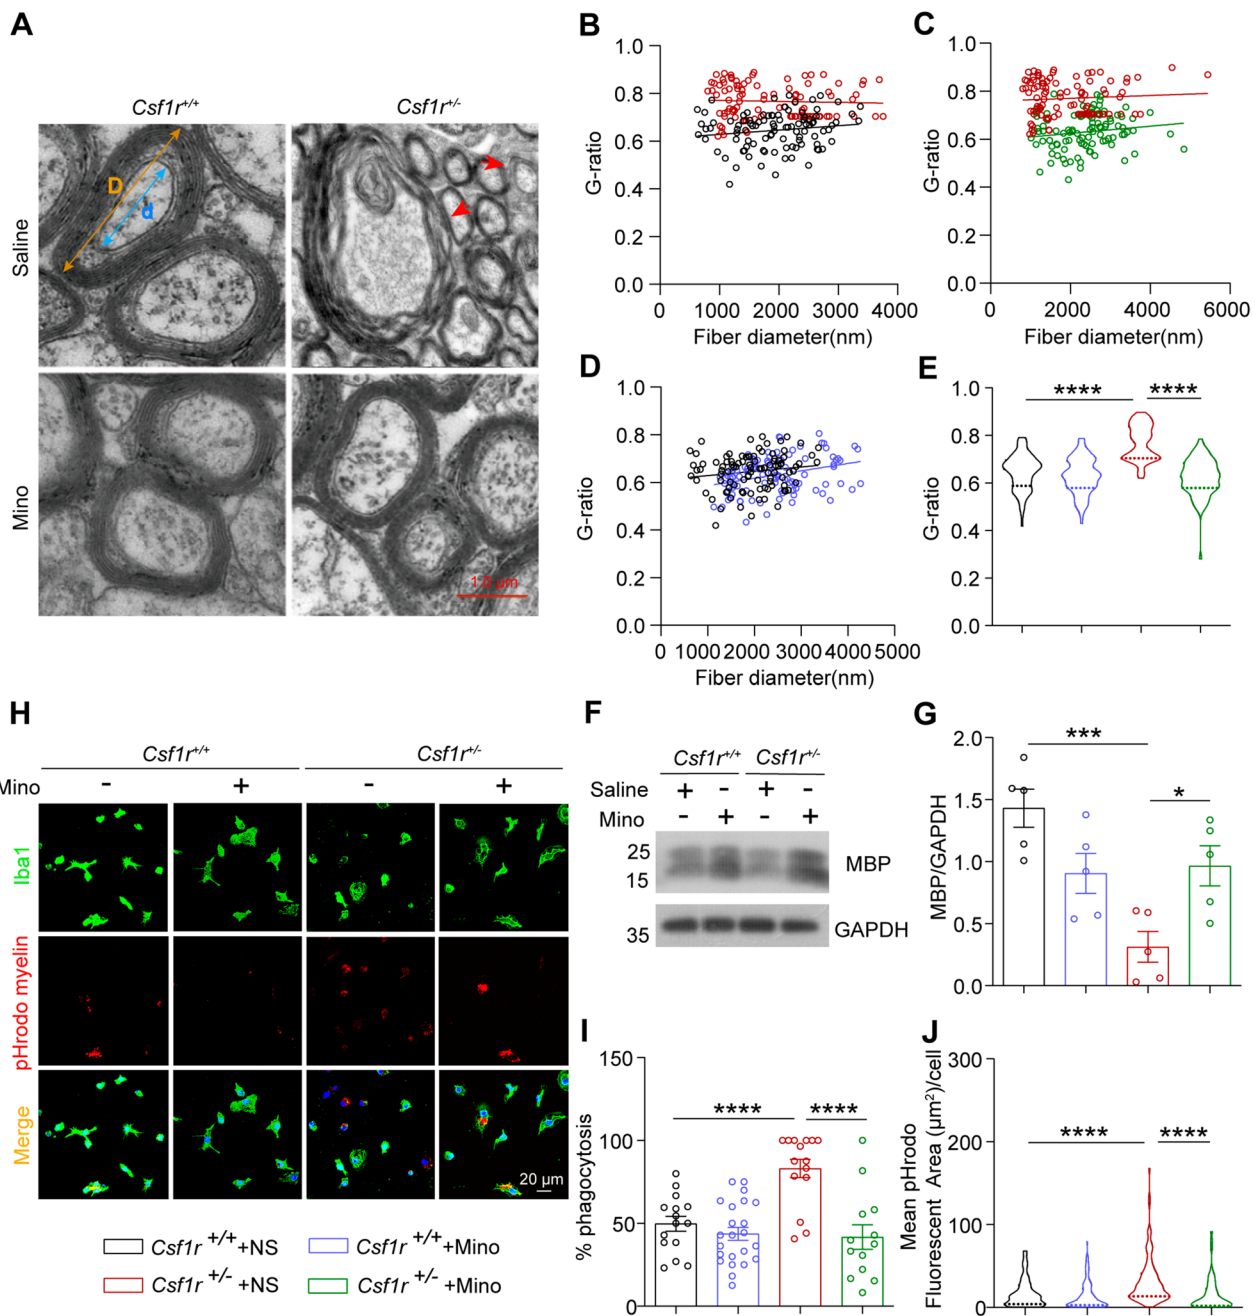 A
Csf1r+/+
Csf1r+/-
Saline
D
d
Mino
1.0 µm
B
1.0
0.8
0.6
0.4
0.2
0.0
G-ratio
0
1000
2000
3000
4000
Fiber diameter(nm)
C
1.0
0.8
0.6
0.4
0.2
0.0
G-ratio
0
2000
4000
6000
Fiber diameter(nm)
D
1.0
0.8
0.6
0.4
0.2
0.0
G-ratio
0
1000
2000
3000
4000
5000
Fiber diameter(nm)
E
1.0
0.8
0.6
0.4
0.2
0.0
G-ratio
****
****
H
Csf1r+/+
Csf1r+/-
Mino
-
+
-
+
Iba1
pHrodo myelin
Merge
20 µm
F
Csf1r+/+
Csf1r+/-
Saline + - + -
Mino - + - +
25
15
MBP
35
GAPDH
G
2.0
1.5
1.0
0.5
0.0
MBP/GAPDH
***
*
I
150
100
50
0
% phagocytosis
****
****
J
300
200
100
0
Mean pHrodo
Fluorescent Area (µm²)/cell
****
****
Csf1r +/+ +NS
Csf1r +/+ +Mino
Csf1r +/- +NS
Csf1r +/- +Mino